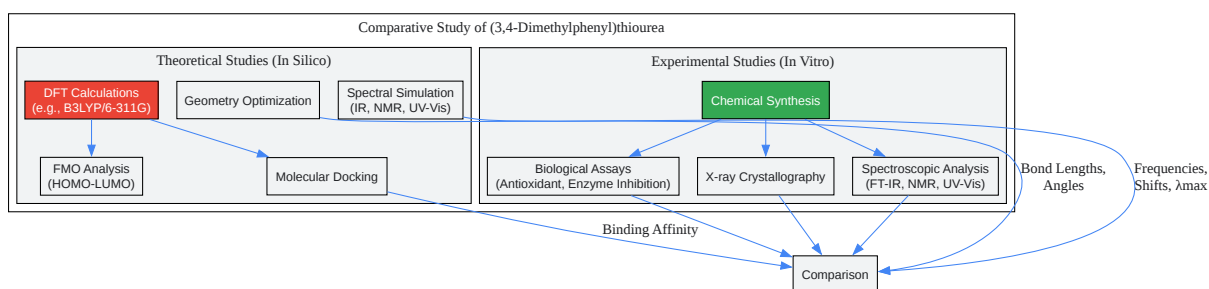 Comparative Study of (3,4-Dimethylphenyl)thiourea
Theoretical Studies (In Silico)
Experimental Studies (In Vitro)
DFT Calculations
(e.g., B3LYP/6-311G)
Geometry Optimization
Spectral Simulation
(IR, NMR, UV-Vis)
Chemical Synthesis
FMO Analysis
(HOMO-LUMO)
Molecular Docking
Biological Assays
(Antioxidant, Enzyme Inhibition)
X-ray Crystallography
Spectroscopic Analysis
(FT-IR, NMR, UV-Vis)
Bond Lengths,
Angles
Frequencies,
Shifts, λmax
Binding Affinity
Comparison